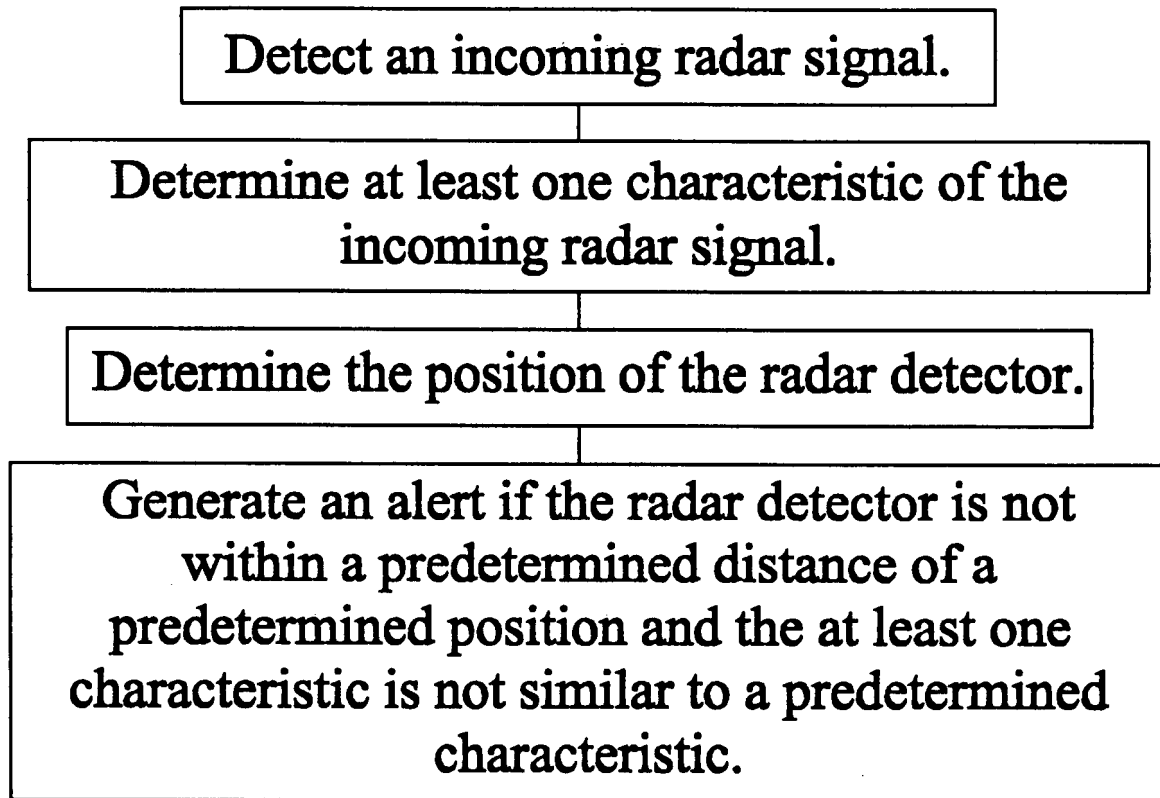 Detect an incoming radar signal.
Determine at least one characteristic of the
incoming radar signal.
Determine the position of the radar detector.
Generate an alert if the radar detector is not
within a predetermined distance of a
predetermined position and the at least one
characteristic is not similar to a predetermined
characteristic.